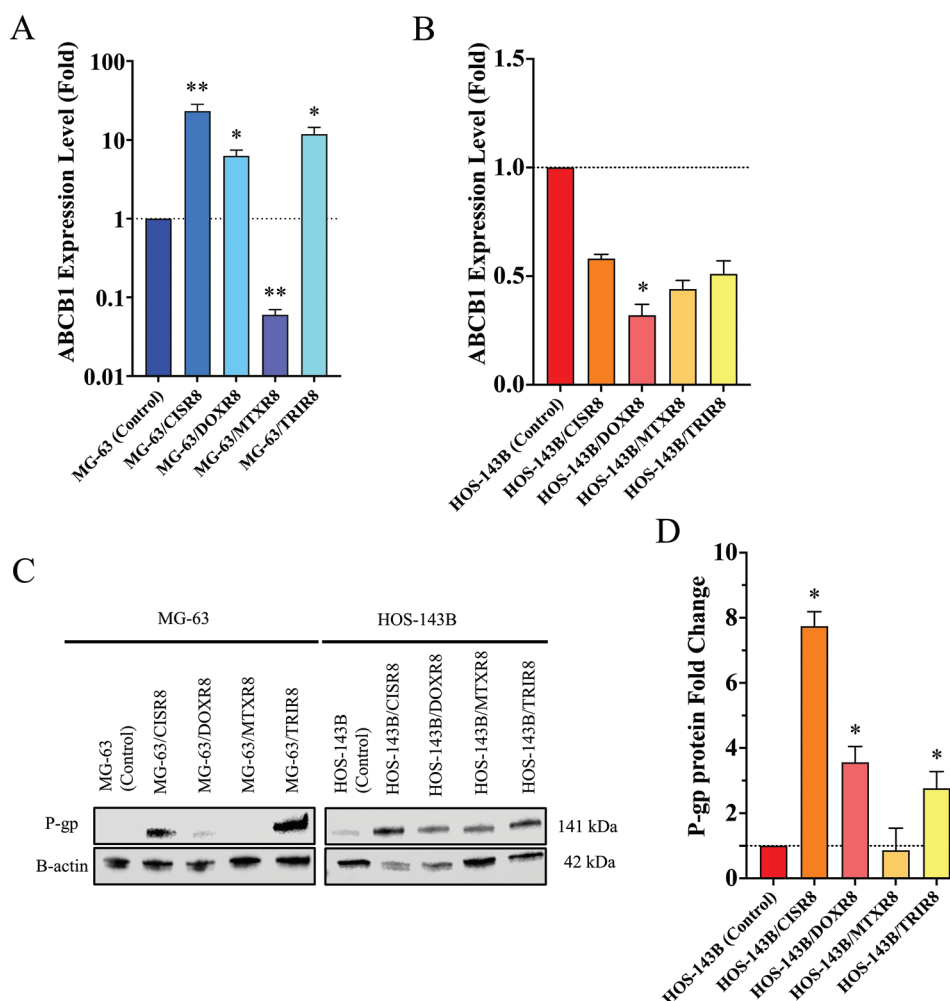 A
ABCB1 Expression Level (Fold)
100
10
1
0.1
0.01
**
*
**
*
MG-63 (Control)
MG-63/CISR8
MG-63/DOXR8
MG-63/MTXR8
MG-63/TRIR8
B
ABCB1 Expression Level (Fold)
1.5
1.0
0.5
0.0
*
HOS-143B (Control)
HOS-143B/CISR8
HOS-143B/DOXR8
HOS-143B/MTXR8
HOS-143B/TRIR8
C
MG-63
HOS-143B
MG-63
(Control)
MG-63/CISR8
MG-63/DOXR8
MG-63/MTXR8
MG-63/TRIR8
HOS-143B
(Control)
HOS-143B/CISR8
HOS-143B/DOXR8
HOS-143B/MTXR8
HOS-143B/TRIR8
P-gp
141 kDa
B-actin
42 kDa
D
P-gp protein Fold Change
10
8
6
4
2
0
*
*
*
HOS-143B (Control)
HOS-143B/CISR8
HOS-143B/DOXR8
HOS-143B/MTXR8
HOS-143B/TRIR8